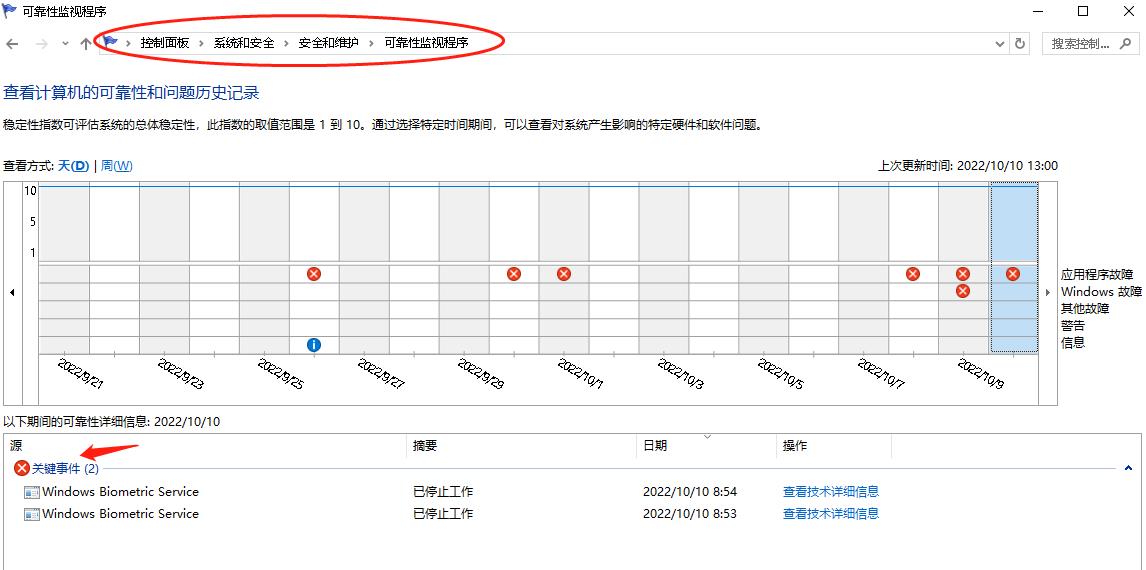 可靠性监视程序
控制面板 › 系统和安全 › 安全和维护 › 可靠性监视程序
搜索控制...
查看计算机的可靠性和问题历史记录
稳定性指数可评估系统的总体稳定性，此指数的取值范围是 1 到 10。通过选择特定时间期间，可以查看对系统产生影响的特定硬件和软件问题。
查看方式: 天(D) | 周(W) 上次更新时间: 2022/10/10 13:00
10
5
1
应用程序故障
Windows 故障
其他故障
警告
信息
2022/9/21 2022/9/23 2022/9/25 2022/9/27 2022/9/29 2022/10/1 2022/10/3 2022/10/5 2022/10/7 2022/10/9
以下期间的可靠性详细信息: 2022/10/10
源 摘要 日期 操作
关键事件 (2)
Windows Biometric Service 已停止工作 2022/10/10 8:54 查看技术详细信息
Windows Biometric Service 已停止工作 2022/10/10 8:53 查看技术详细信息